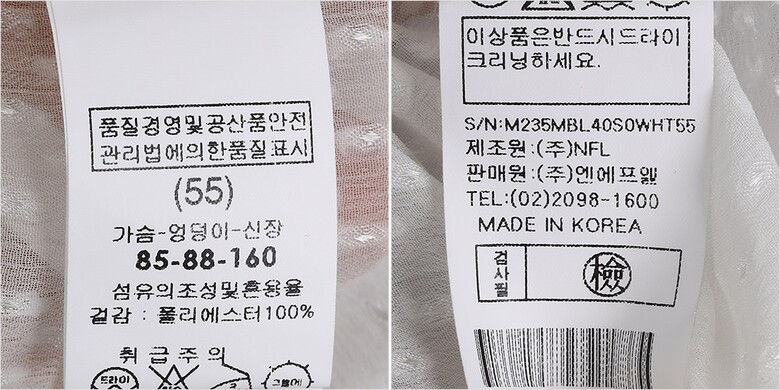 품질경영및공산품안전
관리법에의한품질표시
(55)
가슴-엉덩이-신장
85-88-160
섬유의조성및혼용율
겉감 : 폴리에스터100%
취급주의
드라이
이상품은반드시드라이
크리닝하세요.
S/N:M235MBL40S0WHT55
제조원:(주)NFL
판매원:(주)엔에프엘
TEL:(02)2098-1600
MADE IN KOREA
검사필
檢